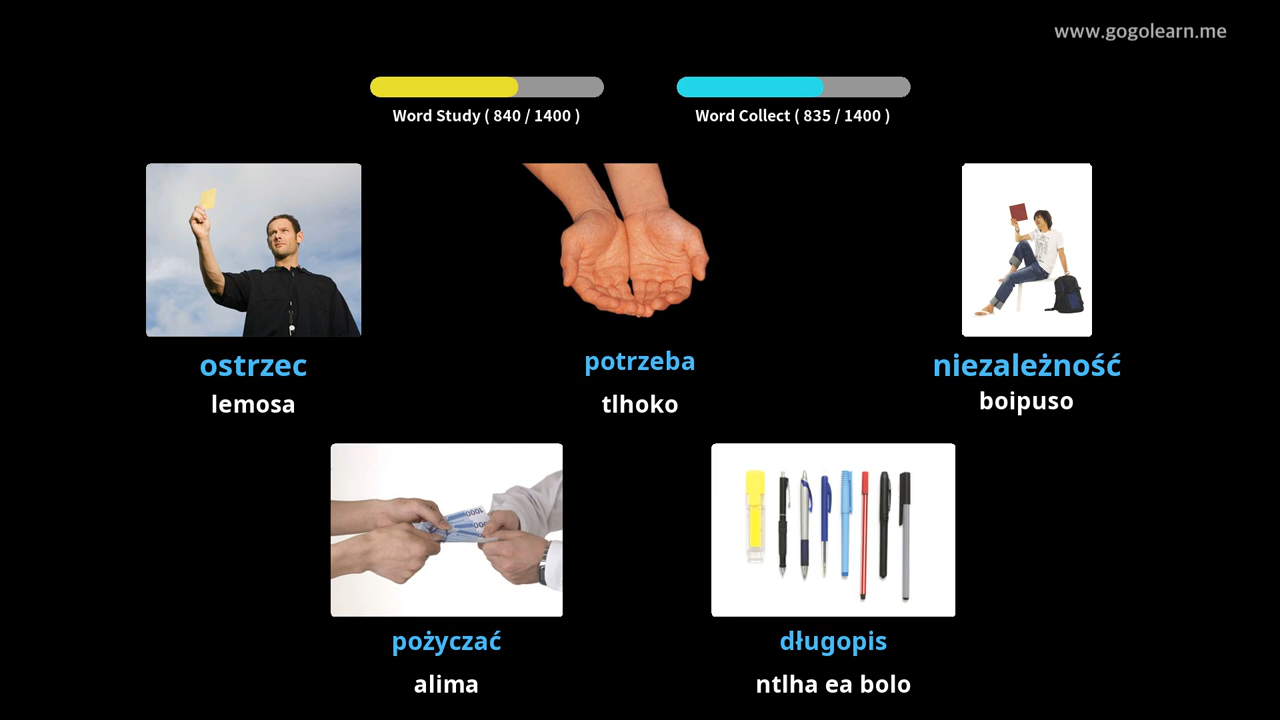 www.gogolearn.me
Word Study ( 840 / 1400 )
Word Collect ( 835 / 1400 )
ostrzec
lemosa
potrzeba
tlhoko
niezależność
boipuso
pożyczać
alima
długopis
ntlha ea bolo